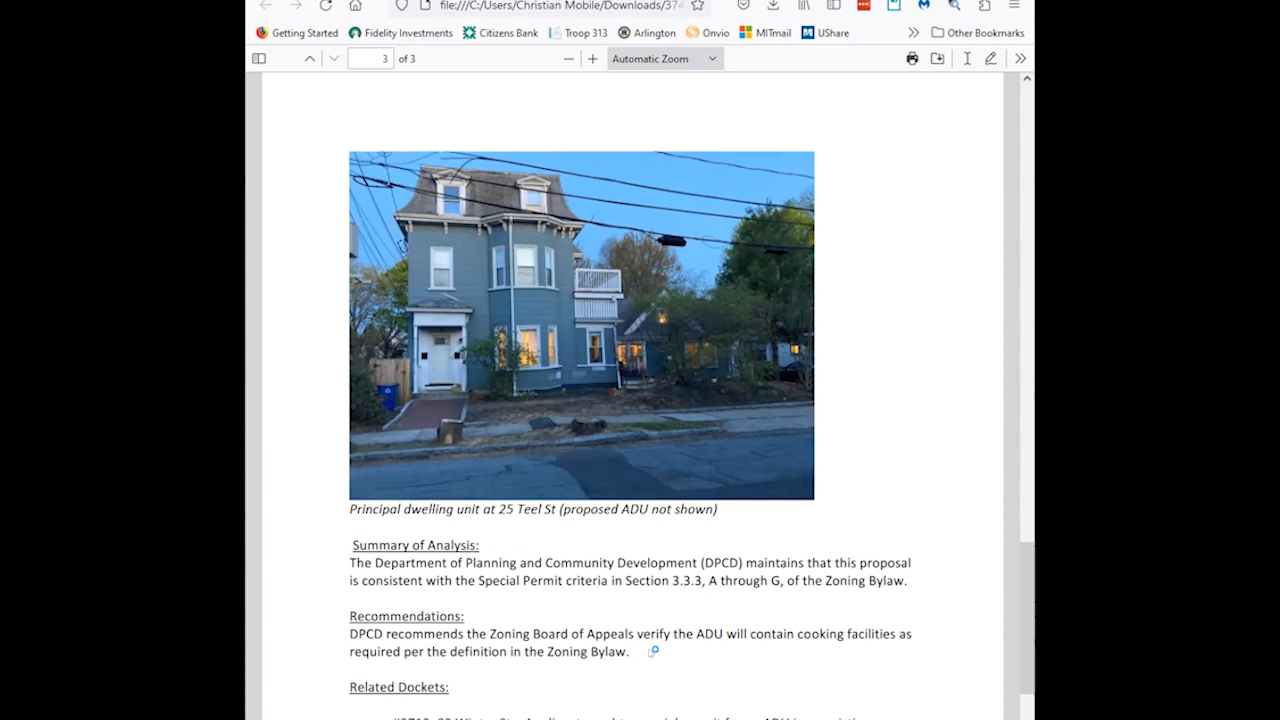 file:///C:/Users/Christian Mobile/Downloads/374
Getting Started Fidelity Investments Citizens Bank Troop 313 Arlington Onvio MITmail UShare Other Bookmarks
3 of 3 Automatic Zoom
Principal dwelling unit at 25 Teel St (proposed ADU not shown)
Summary of Analysis:
The Department of Planning and Community Development (DPCD) maintains that this proposal
is consistent with the Special Permit criteria in Section 3.3.3, A through G, of the Zoning Bylaw.
Recommendations:
DPCD recommends the Zoning Board of Appeals verify the ADU will contain cooking facilities as
required per the definition in the Zoning Bylaw.
Related Dockets: